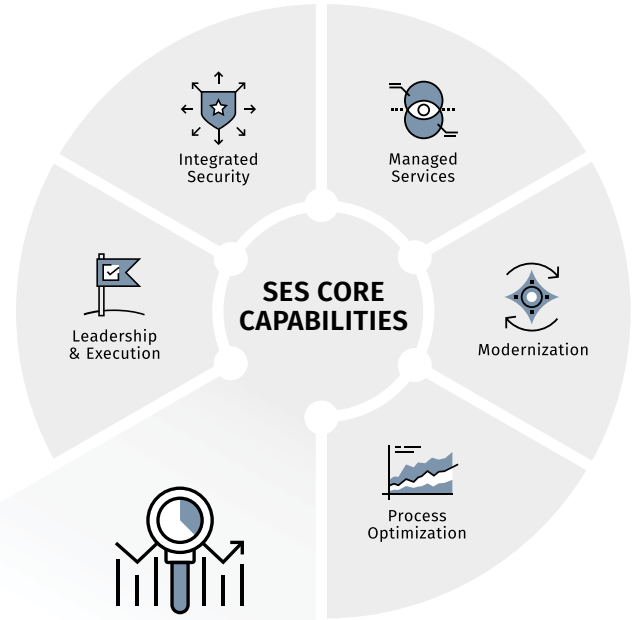 Integrated
Security
Managed
Services
Leadership
& Execution
SES CORE
CAPABILITIES
Modernization
Process
Optimization